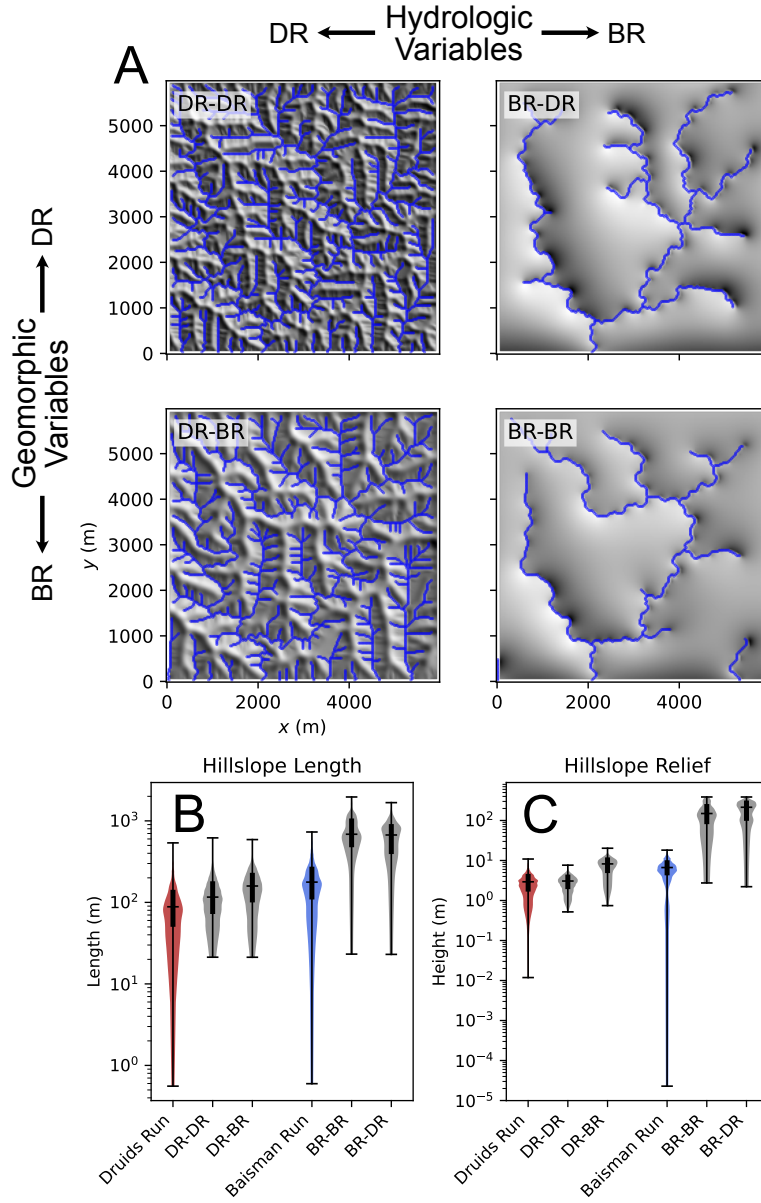 DR ← Hydrologic Variables → BR
A
DR-DR
BR-DR
5000
4000
3000
2000
1000
0
2000
4000
2000
4000
BR ← Geomorphic Variables → DR
DR-BR
BR-BR
5000
4000
3000
2000
1000
0
y (m)
0
2000
4000
0
2000
4000
x (m)
Hillslope Length
B
10³
10²
10¹
10⁰
Length (m)
Druids Run
DR-DR
DR-BR
Baisman Run
BR-BR
BR-DR
Hillslope Relief
C
10²
10¹
10⁰
10⁻¹
10⁻²
10⁻³
10⁻⁴
10⁻⁵
Height (m)
Druids Run
DR-DR
DR-BR
Baisman Run
BR-BR
BR-DR